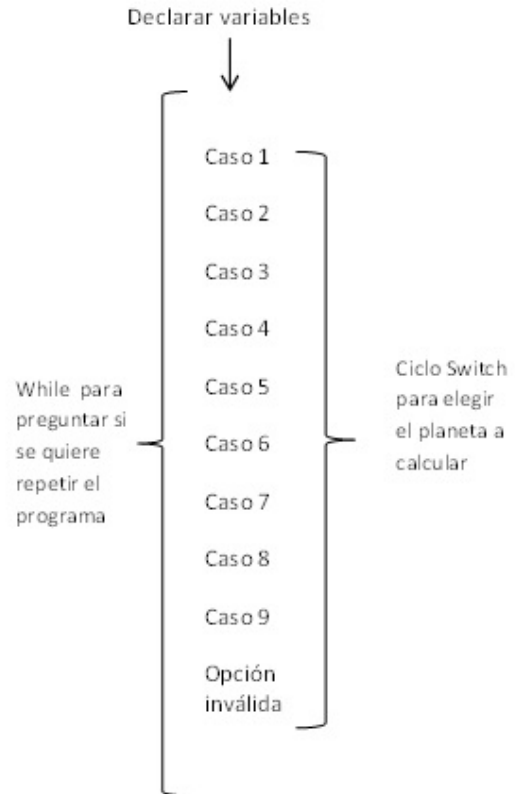 Declarar variables
Caso 1
Caso 2
Caso 3
Caso 4
Caso 5
Caso 6
Caso 7
Caso 8
Caso 9
Opción
inválida
While para
preguntar si
se quiere
repetir el
programa
Ciclo Switch
para elegir
el planeta a
calcular